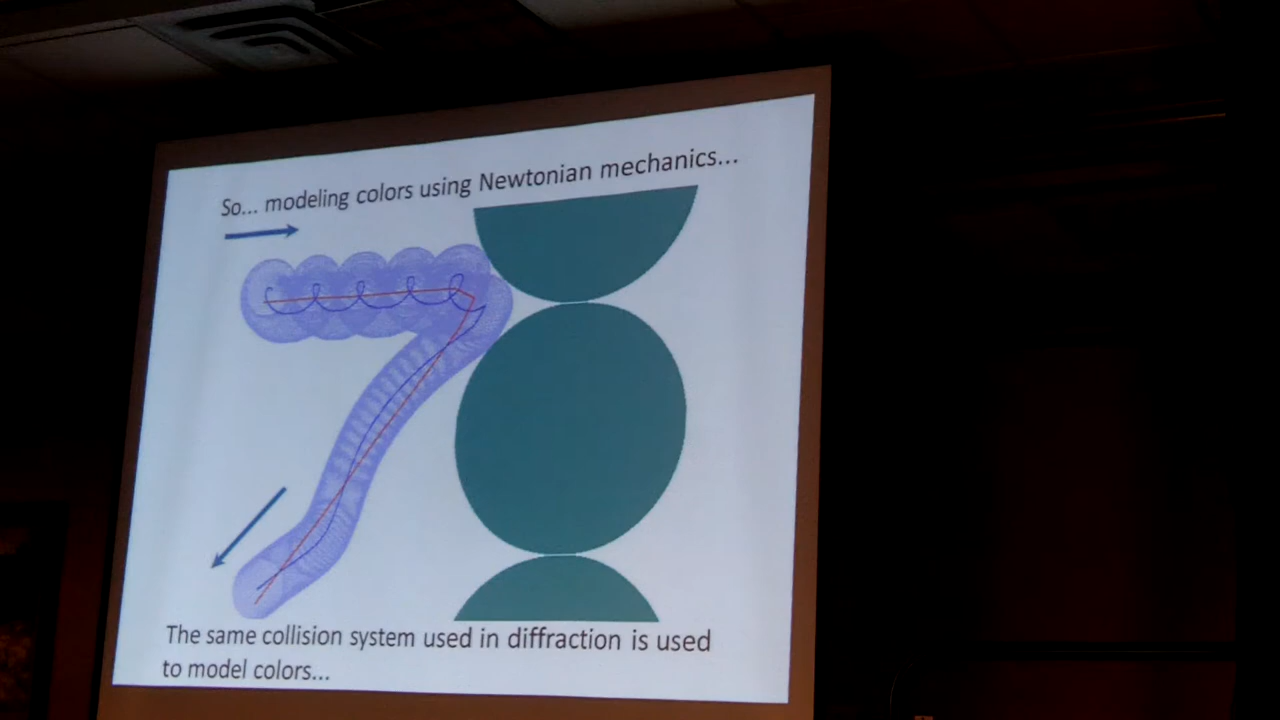 So... modeling colors using Newtonian mechanics...
The same collision system used in diffraction is used
to model colors...